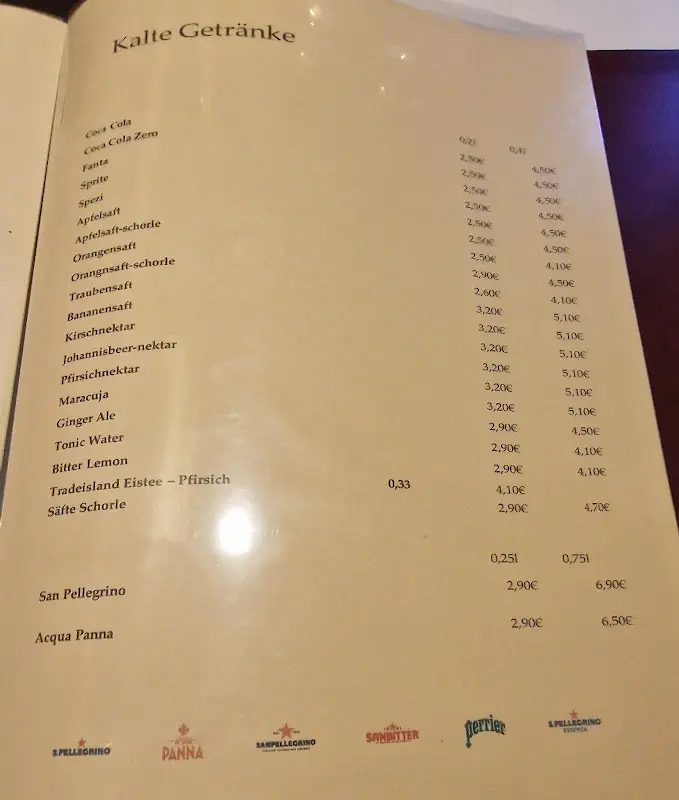 Kalte Getränke
0,2l 0,4l
Coca Cola 2,50€ 4,50€
Coca Cola Zero 2,50€ 4,50€
Fanta 2,50€ 4,50€
Sprite 2,50€ 4,50€
Spezi 2,50€ 4,50€
Apfelsaft 2,50€ 4,50€
Apfelsaft-schorle 2,50€ 4,10€
Orangensaft 2,90€ 4,50€
Orangnsaft-schorle 2,60€ 4,10€
Traubensaft 3,20€ 5,10€
Bananensaft 3,20€ 5,10€
Kirschnektar 3,20€ 5,10€
Johannisbeer-nektar 3,20€ 5,10€
Pfirsichnektar 3,20€ 5,10€
Maracuja 3,20€ 5,10€
Ginger Ale 2,90€ 4,50€
Tonic Water 2,90€ 4,10€
Bitter Lemon 2,90€ 4,10€
Tradeisland Eistee – Pfirsich 0,33 4,10€
Säfte Schorle 2,90€ 4,70€
0,25l 0,75l
San Pellegrino 2,90€ 6,90€
Acqua Panna 2,90€ 6,50€
S.PELLEGRINO PANNA SANPELLEGRINO SANBITTER perrier S.PELLEGRINO ESSENZA